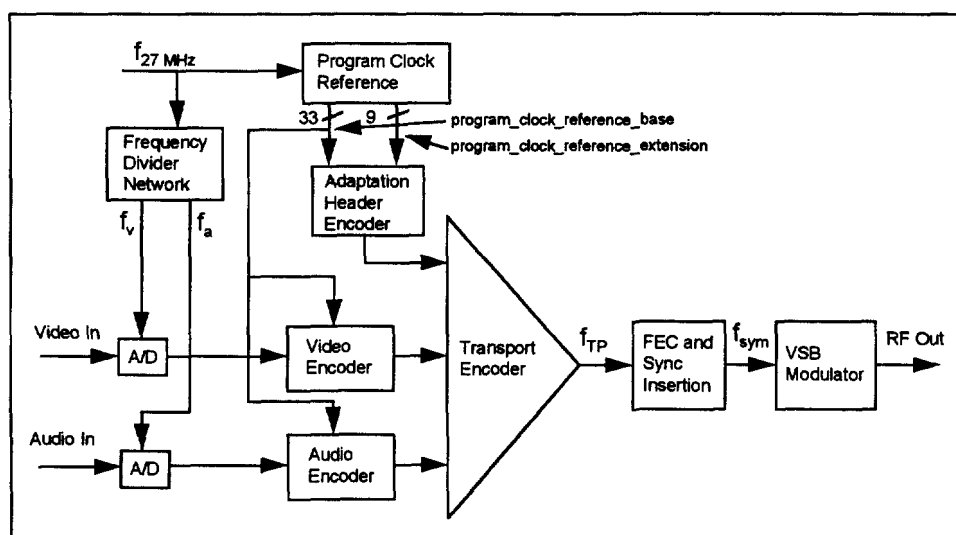 f27 MHz
Program Clock
Reference
33
9
program_clock_reference_base
program_clock_reference_extension
Frequency
Divider
Network
Adaptation
Header
Encoder
fv
fa
Video In
A/D
Video
Encoder
Transport
Encoder
fTP
FEC and
Sync
Insertion
fsym
VSB
Modulator
RF Out
Audio In
A/D
Audio
Encoder